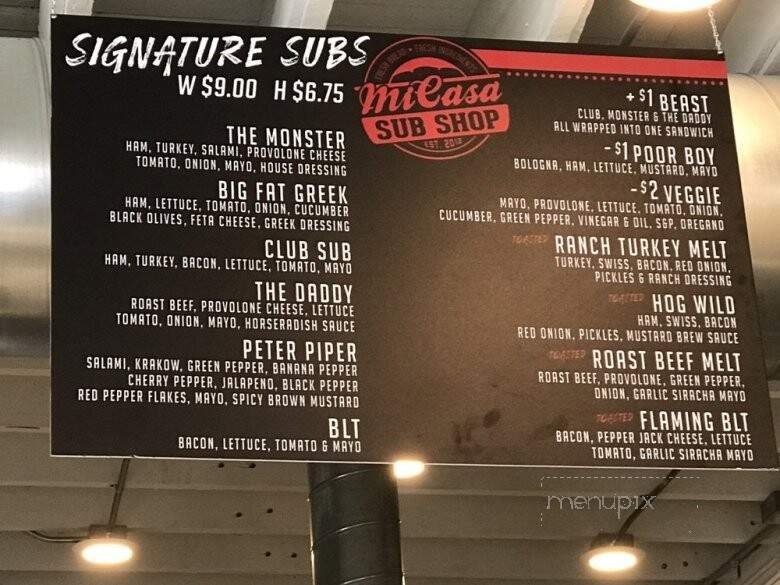 SIGNATURE SUBS
W $9.00 H $6.75
THE MONSTER
HAM, TURKEY, SALAMI, PROVOLONE CHEESE
TOMATO, ONION, MAYO, HOUSE DRESSING
BIG FAT GREEK
HAM, LETTUCE, TOMATO, ONION, CUCUMBER
BLACK OLIVES, FETA CHEESE, GREEK DRESSING
CLUB SUB
HAM, TURKEY, BACON, LETTUCE, TOMATO, MAYO
THE DADDY
ROAST BEEF, PROVOLONE CHEESE, LETTUCE
TOMATO, ONION, MAYO, HORSERADISH SAUCE
PETER PIPER
SALAMI, KRAKOW, GREEN PEPPER, BANANA PEPPER
CHERRY PEPPER, JALAPENO, BLACK PEPPER
RED PEPPER FLAKES, MAYO, SPICY BROWN MUSTARD
BLT
BACON, LETTUCE, TOMATO & MAYO
FRESH BREAD • FRESH INGREDIENTS
MiCasa
SUB SHOP
EST. 2012
+ $1 BEAST
CLUB, MONSTER & THE DADDY
ALL WRAPPED INTO ONE SANDWICH
- $1 POOR BOY
BOLOGNA, HAM, LETTUCE, MUSTARD, MAYO
- $2 VEGGIE
MAYO, PROVOLONE, LETTUCE, TOMATO, ONION,
CUCUMBER, GREEN PEPPER, VINEGAR & OIL, S&P, OREGANO
TOASTED RANCH TURKEY MELT
TURKEY, SWISS, BACON, RED ONION,
PICKLES & RANCH DRESSING
TOASTED HOG WILD
HAM, SWISS, BACON
RED ONION, PICKLES, MUSTARD BREW SAUCE
TOASTED ROAST BEEF MELT
ROAST BEEF, PROVOLONE, GREEN PEPPER,
ONION, GARLIC SIRACHA MAYO
TOASTED FLAMING BLT
BACON, PEPPER JACK CHEESE, LETTUCE
TOMATO, GARLIC SIRACHA MAYO
menupix